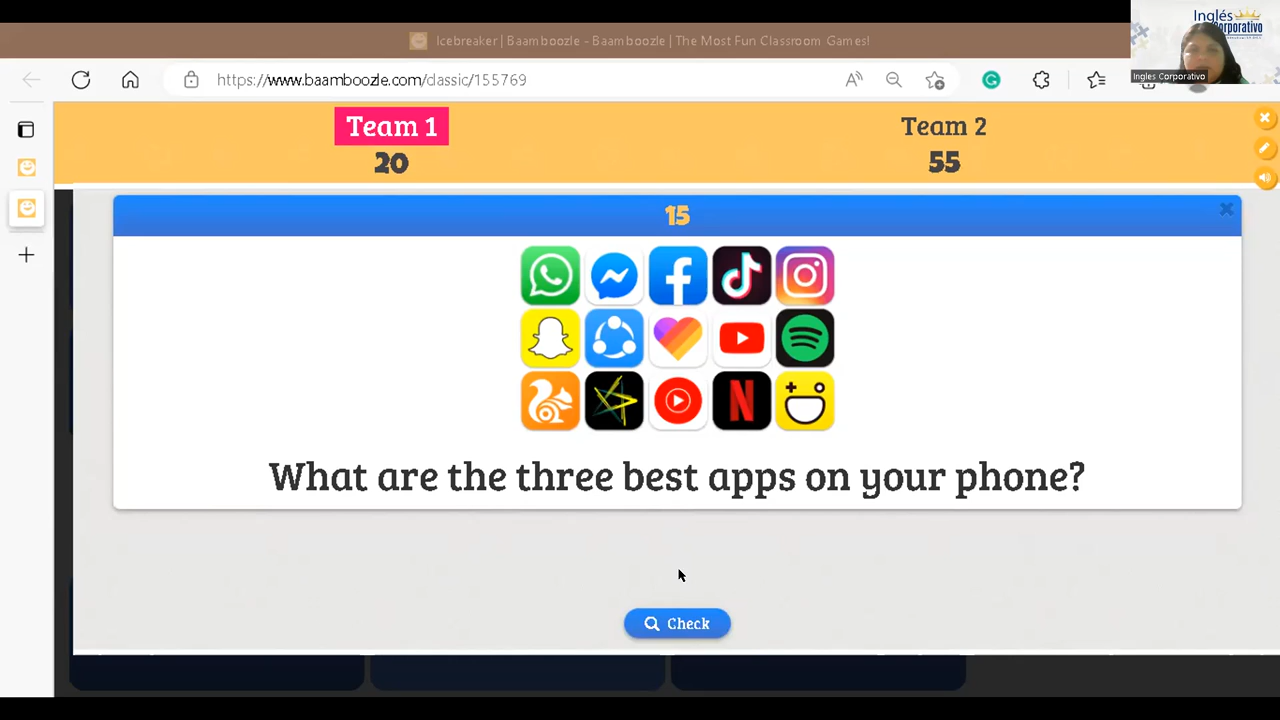 Inglés
Corporativo
Ingles Corporativo
Icebreaker | Baamboozle - Baamboozle | The Most Fun Classroom Games!
https://www.baamboozle.com/classic/155769
Team 1
Team 2
20
55
15
What are the three best apps on your phone?
Check